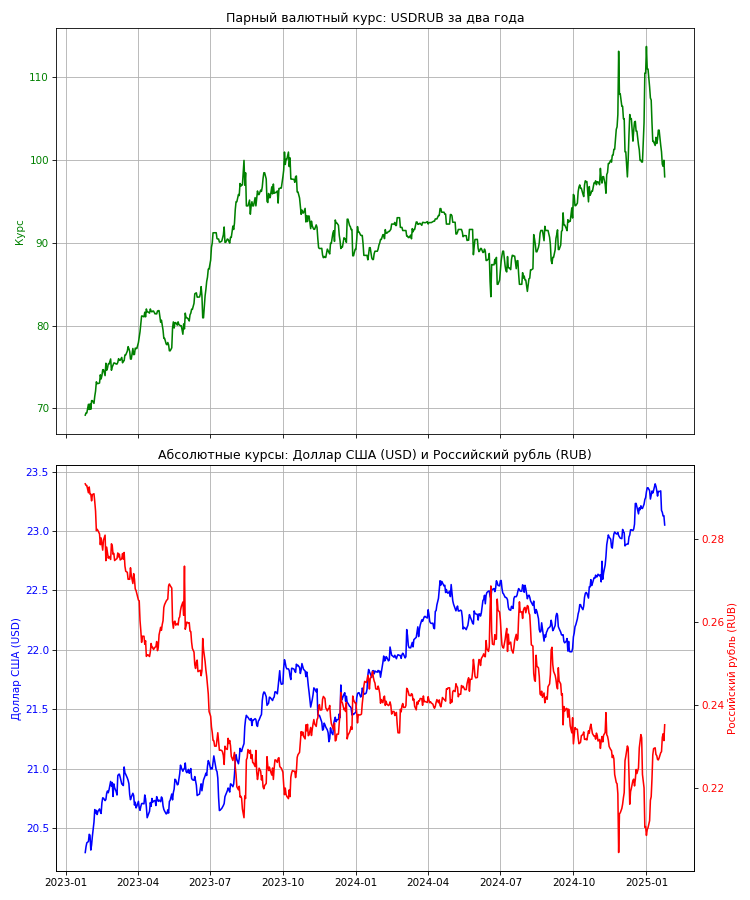 Парный валютный курс: USDRUB за два года
110
100
90
80
70
Курс
Абсолютные курсы: Доллар США (USD) и Российский рубль (RUB)
23.5
23.0
22.5
22.0
21.5
21.0
20.5
Доллар США (USD)
0.28
0.26
0.24
0.22
Российский рубль (RUB)
2023-01 2023-04 2023-07 2023-10 2024-01 2024-04 2024-07 2024-10 2025-01